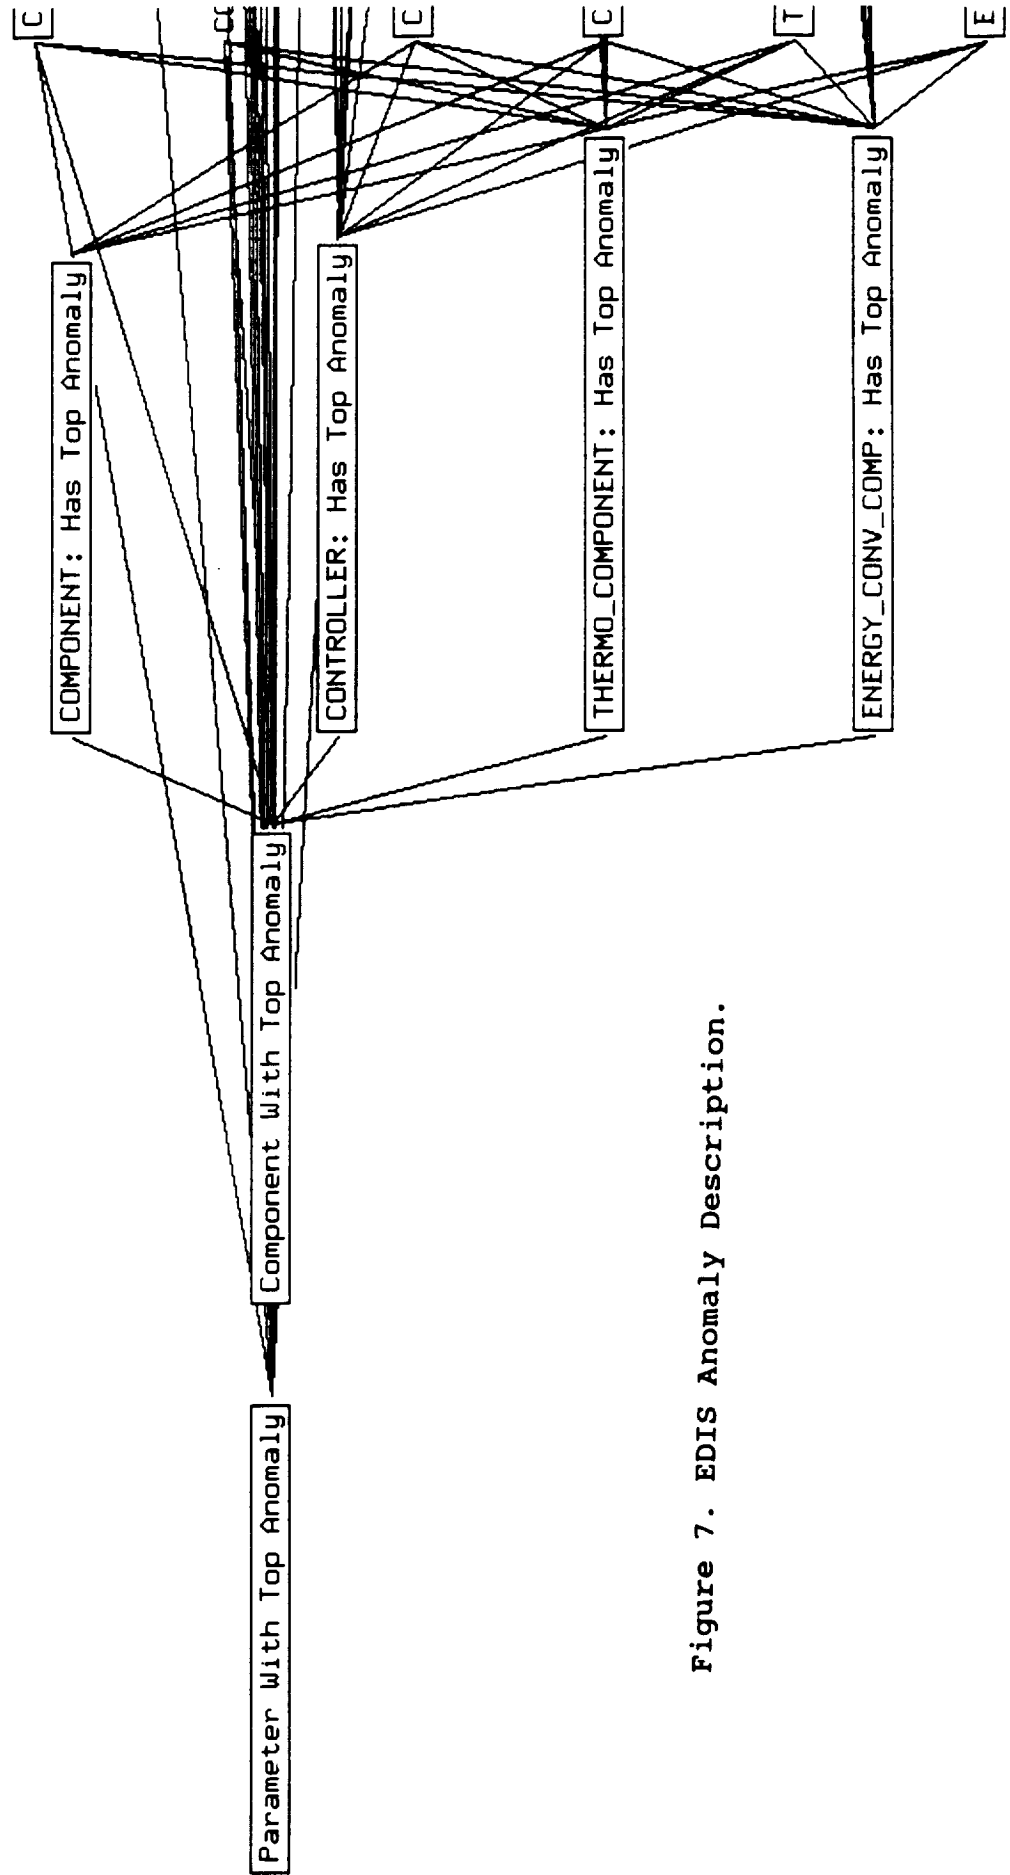 Parameter With Top Anomaly
Component With Top Anomaly
COMPONENT: Has Top Anomaly
CONTROLLER: Has Top Anomaly
THERMO_COMPONENT: Has Top Anomaly
ENERGY_CONV_COMP: Has Top Anomaly
C
C
C
T
E
Figure 7. EDIS Anomaly Description.